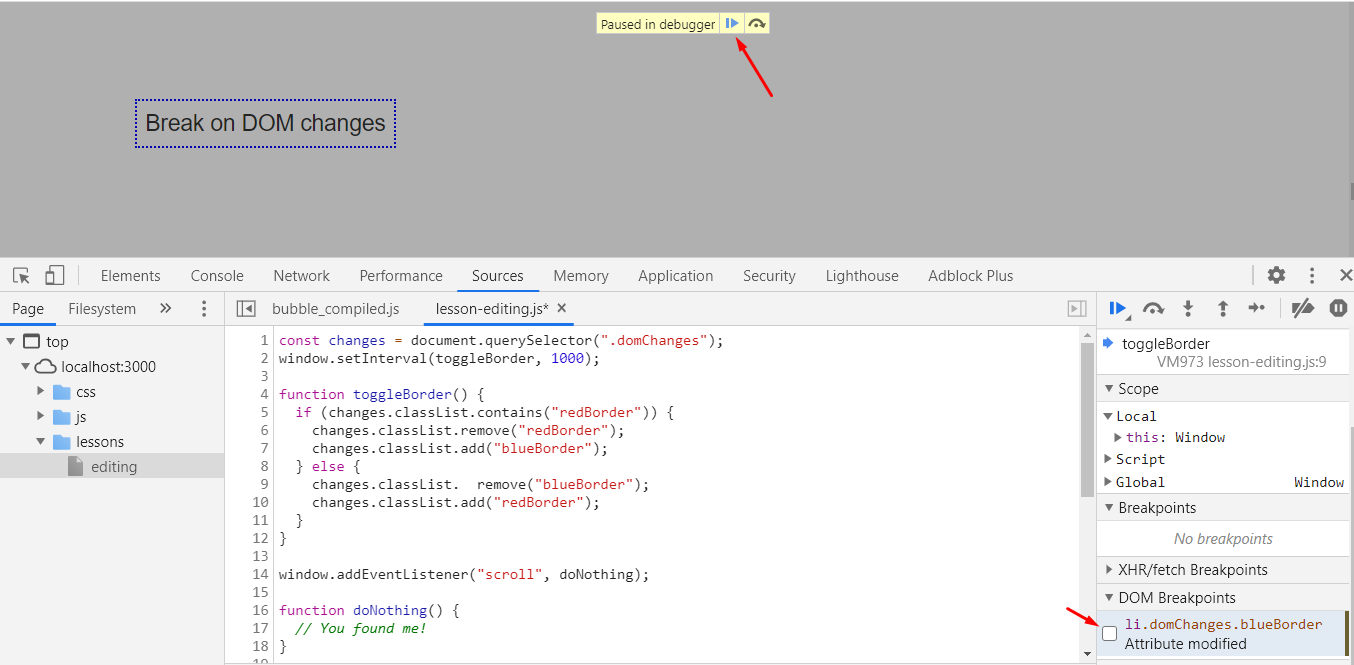 Paused in debugger
Break on DOM changes
Elements Console Network Performance Sources Memory Application Security Lighthouse Adblock Plus
Page Filesystem
bubble_compiled.js lesson-editing.js*
top
localhost:3000
css
js
lessons
editing
1 const changes = document.querySelector(".domChanges");
2 window.setInterval(toggleBorder, 1000);
3
4 function toggleBorder() {
5 if (changes.classList.contains("redBorder")) {
6 changes.classList.remove("redBorder");
7 changes.classList.add("blueBorder");
8 } else {
9 changes.classList.  remove("blueBorder");
10 changes.classList.add("redBorder");
11 }
12 }
13
14 window.addEventListener("scroll", doNothing);
15
16 function doNothing() {
17 // You found me!
18 }
toggleBorder
VM973 lesson-editing.js:9
Scope
Local
this: Window
Script
Global Window
Breakpoints
No breakpoints
XHR/fetch Breakpoints
DOM Breakpoints
li.domChanges.blueBorder
Attribute modified